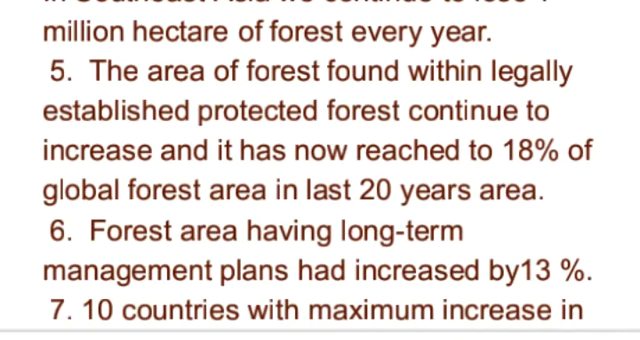 million hectare of forest every year.
5. The area of forest found within legally
established protected forest continue to
increase and it has now reached to 18% of
global forest area in last 20 years area.
6. Forest area having long-term
management plans had increased by13 %.
7. 10 countries with maximum increase in